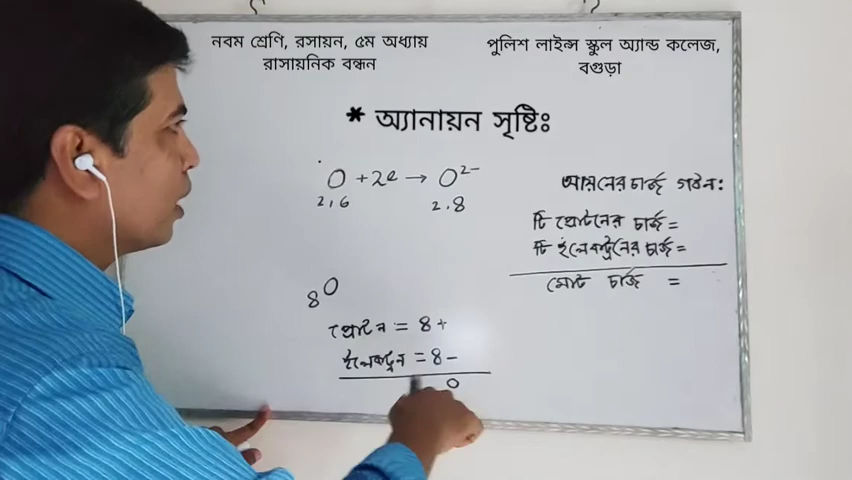 নবম শ্রেণি, রসায়ন, ৫ম অধ্যায়
রাসায়নিক বন্ধন
পুলিশ লাইন্স স্কুল অ্যান্ড কলেজ,
বগুড়া
* অ্যানায়ন সৃষ্টিঃ
O + 2e → O²⁻
2,6 2.8
₈O
প্রোটন = 8+
ইলেকট্রন = 8-
0
আয়নের চার্জ গঠন:
টি প্রোটনের চার্জ =
টি ইলেকট্রনের চার্জ =
মোট চার্জ =